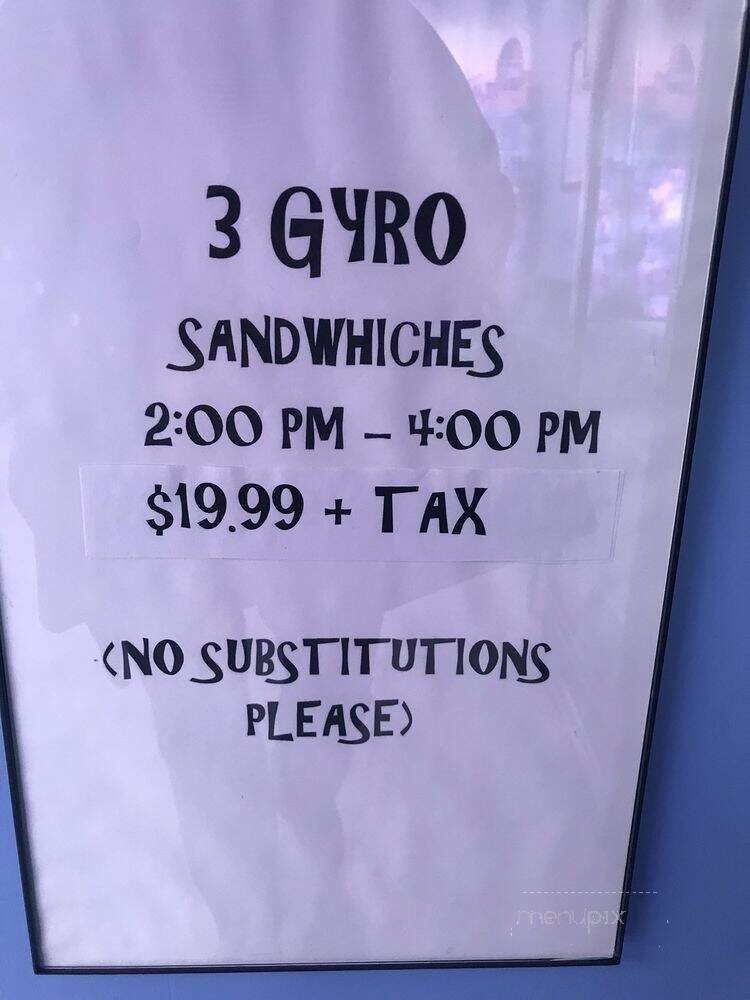 3 GYRO
SANDWHICHES
2:00 PM – 4:00 PM
$19.99 + TAX
(NO SUBSTITUTIONS
PLEASE)
menupix